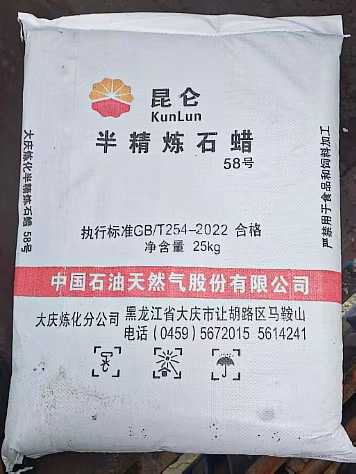 昆仑
KunLun
半精炼石蜡
58号
执行标准GB/T254-2022 合格
净含量 25kg
中国石油天然气股份有限公司
大庆炼化分公司 黑龙江省大庆市让胡路区马鞍山
电话 (0459) 5672015 5614241
大庆炼化半精炼石蜡 58号
严禁用于食品和饲料加工